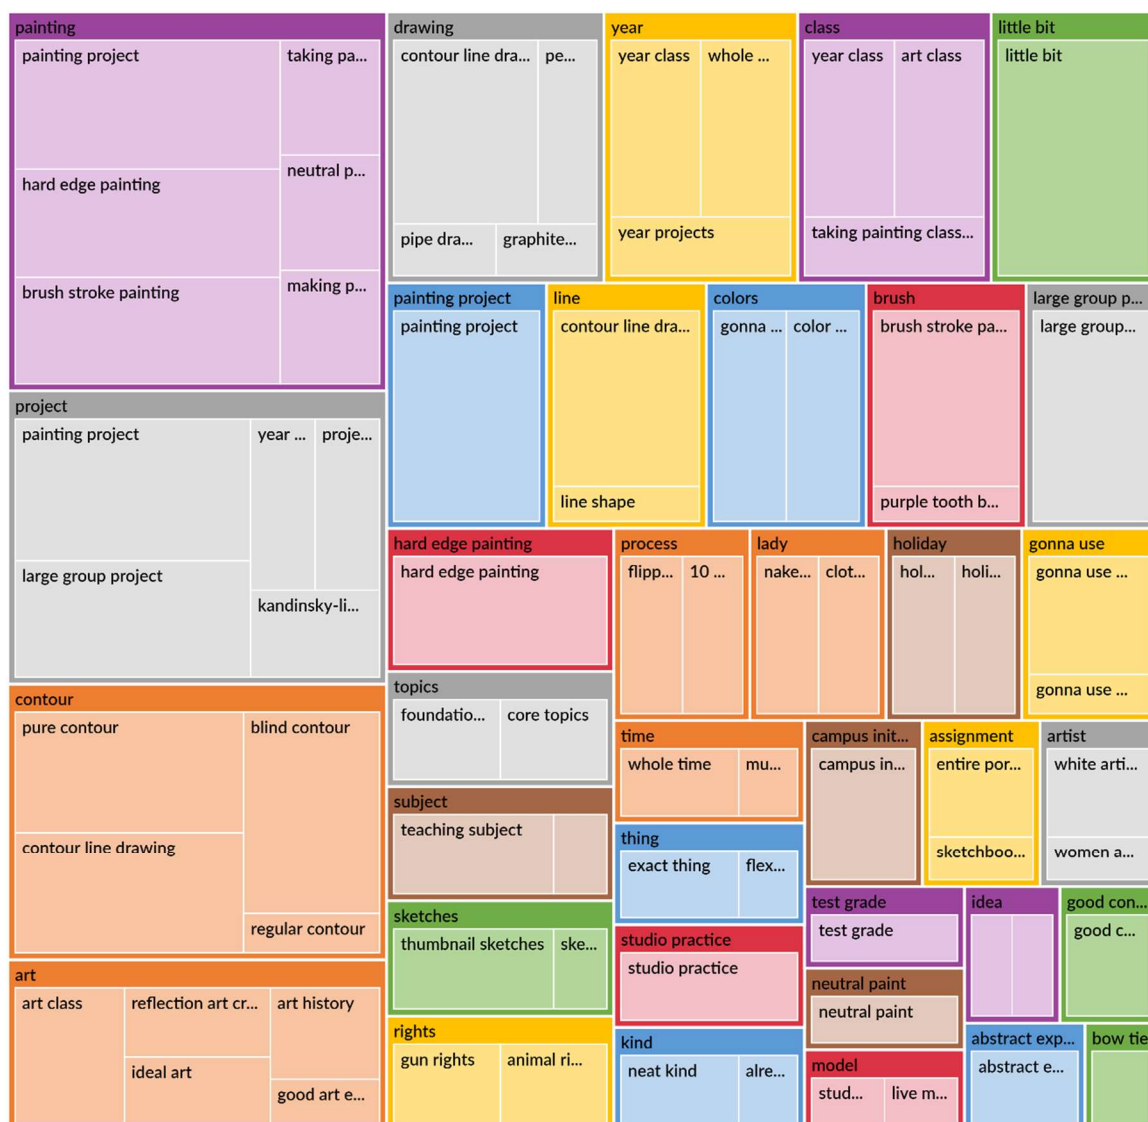 painting
painting project
taking pa...
hard edge painting
neutral p...
brush stroke painting
making p...
drawing
contour line dra...
pe...
pipe dra...
graphite...
year
year class
whole ...
year projects
class
year class
art class
taking painting class...
little bit
little bit
painting project
painting project
line
contour line dra...
line shape
colors
gonna ...
color ...
brush
brush stroke pa...
purple tooth b...
large group p...
large group...
project
painting project
year ...
proje...
large group project
kandinsky-li...
hard edge painting
hard edge painting
process
flipp...
10 ...
lady
nake...
clot...
holiday
hol...
holi...
gonna use
gonna use ...
gonna use ...
contour
pure contour
blind contour
contour line drawing
regular contour
topics
foundatio...
core topics
time
whole time
mu...
campus init...
campus in...
assignment
entire por...
sketchboo...
artist
white arti...
women a...
subject
teaching subject
thing
exact thing
flex...
sketches
thumbnail sketches
ske...
studio practice
studio practice
test grade
test grade
idea
good con...
good c...
art
art class
reflection art cr...
art history
ideal art
good art e...
neutral paint
neutral paint
rights
gun rights
animal ri...
kind
neat kind
alre...
model
stud...
live m...
abstract exp...
abstract e...
bow tie